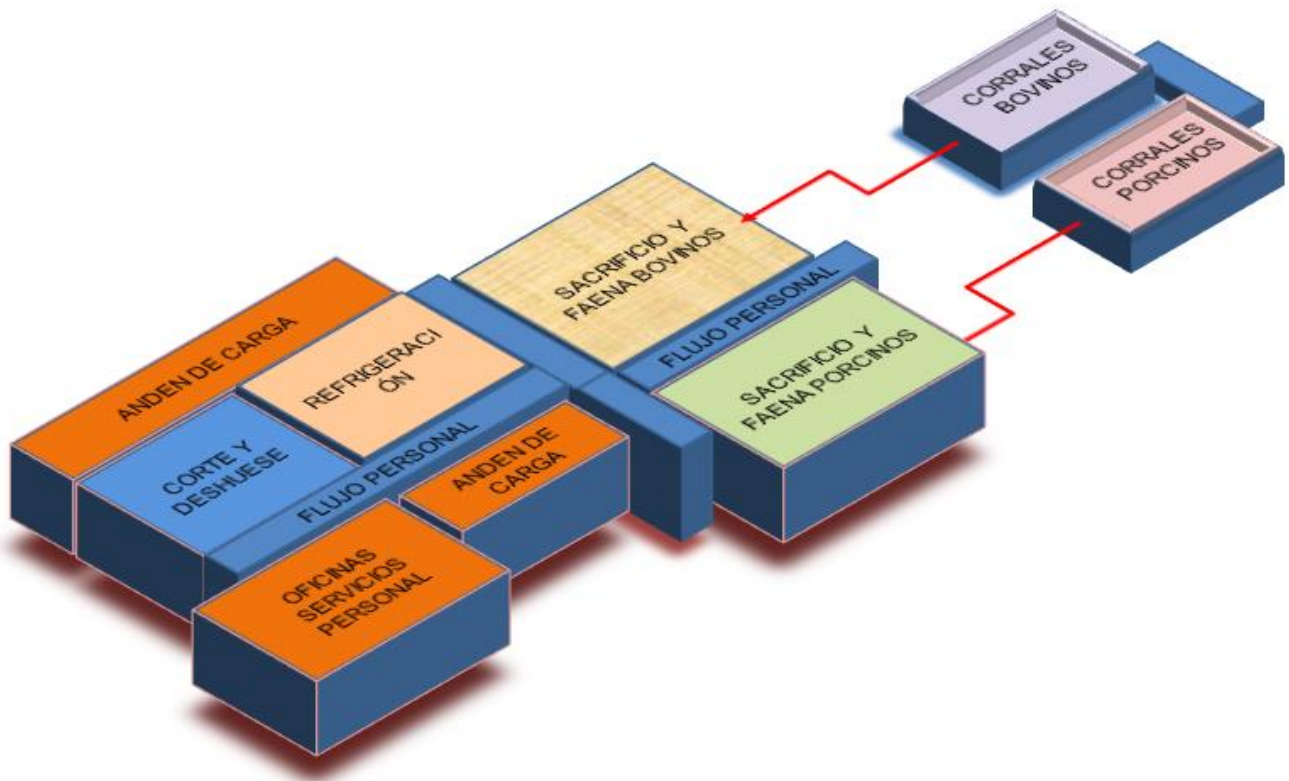 CORRALES
BOVINOS
CORRALES
PORCINOS
SACRIFICIO Y
FAENA BOVINOS
FLUJO PERSONAL
SACRIFICIO Y
FAENA PORCINOS
ANDEN DE CARGA
REFRIGERACI
ÓN
CORTE Y
DESHUESE
FLUJO PERSONAL
ANDEN DE
CARGA
OFICINAS
SERVICIOS
PERSONAL